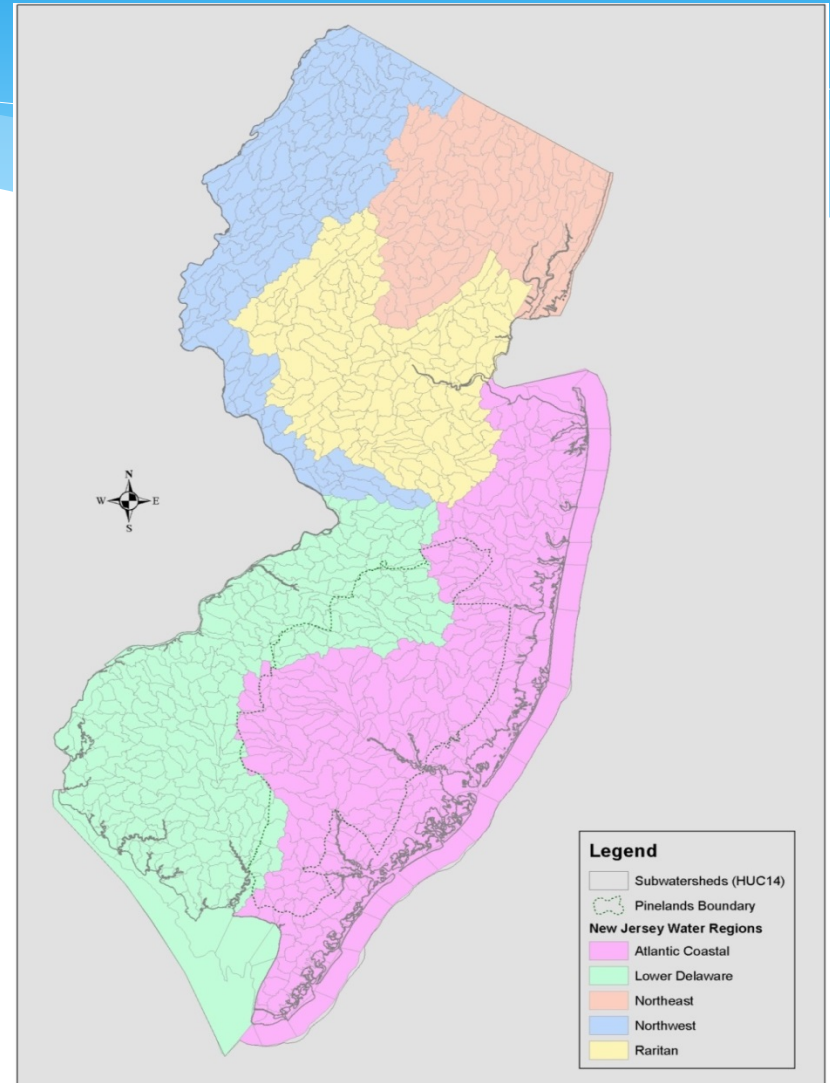 N
W E
S
Legend
Subwatersheds (HUC14)
Pinelands Boundary
New Jersey Water Regions
Atlantic Coastal
Lower Delaware
Northeast
Northwest
Raritan